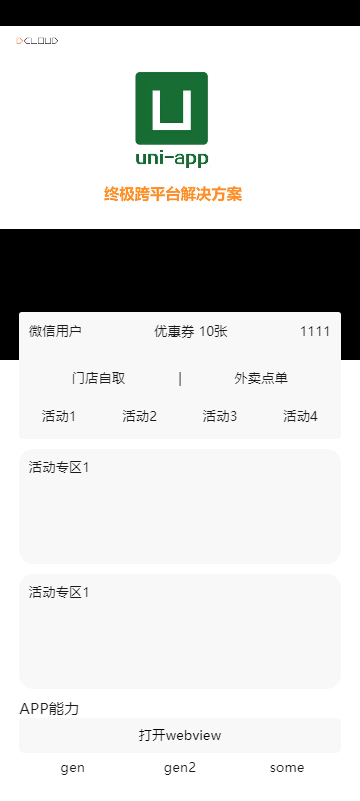 DCLOUD
uni-app
终极跨平台解决方案
微信用户 优惠券 10张 1111
门店自取 | 外卖点单
活动1 活动2 活动3 活动4
活动专区1
活动专区1
APP能力
打开webview
gen gen2 some